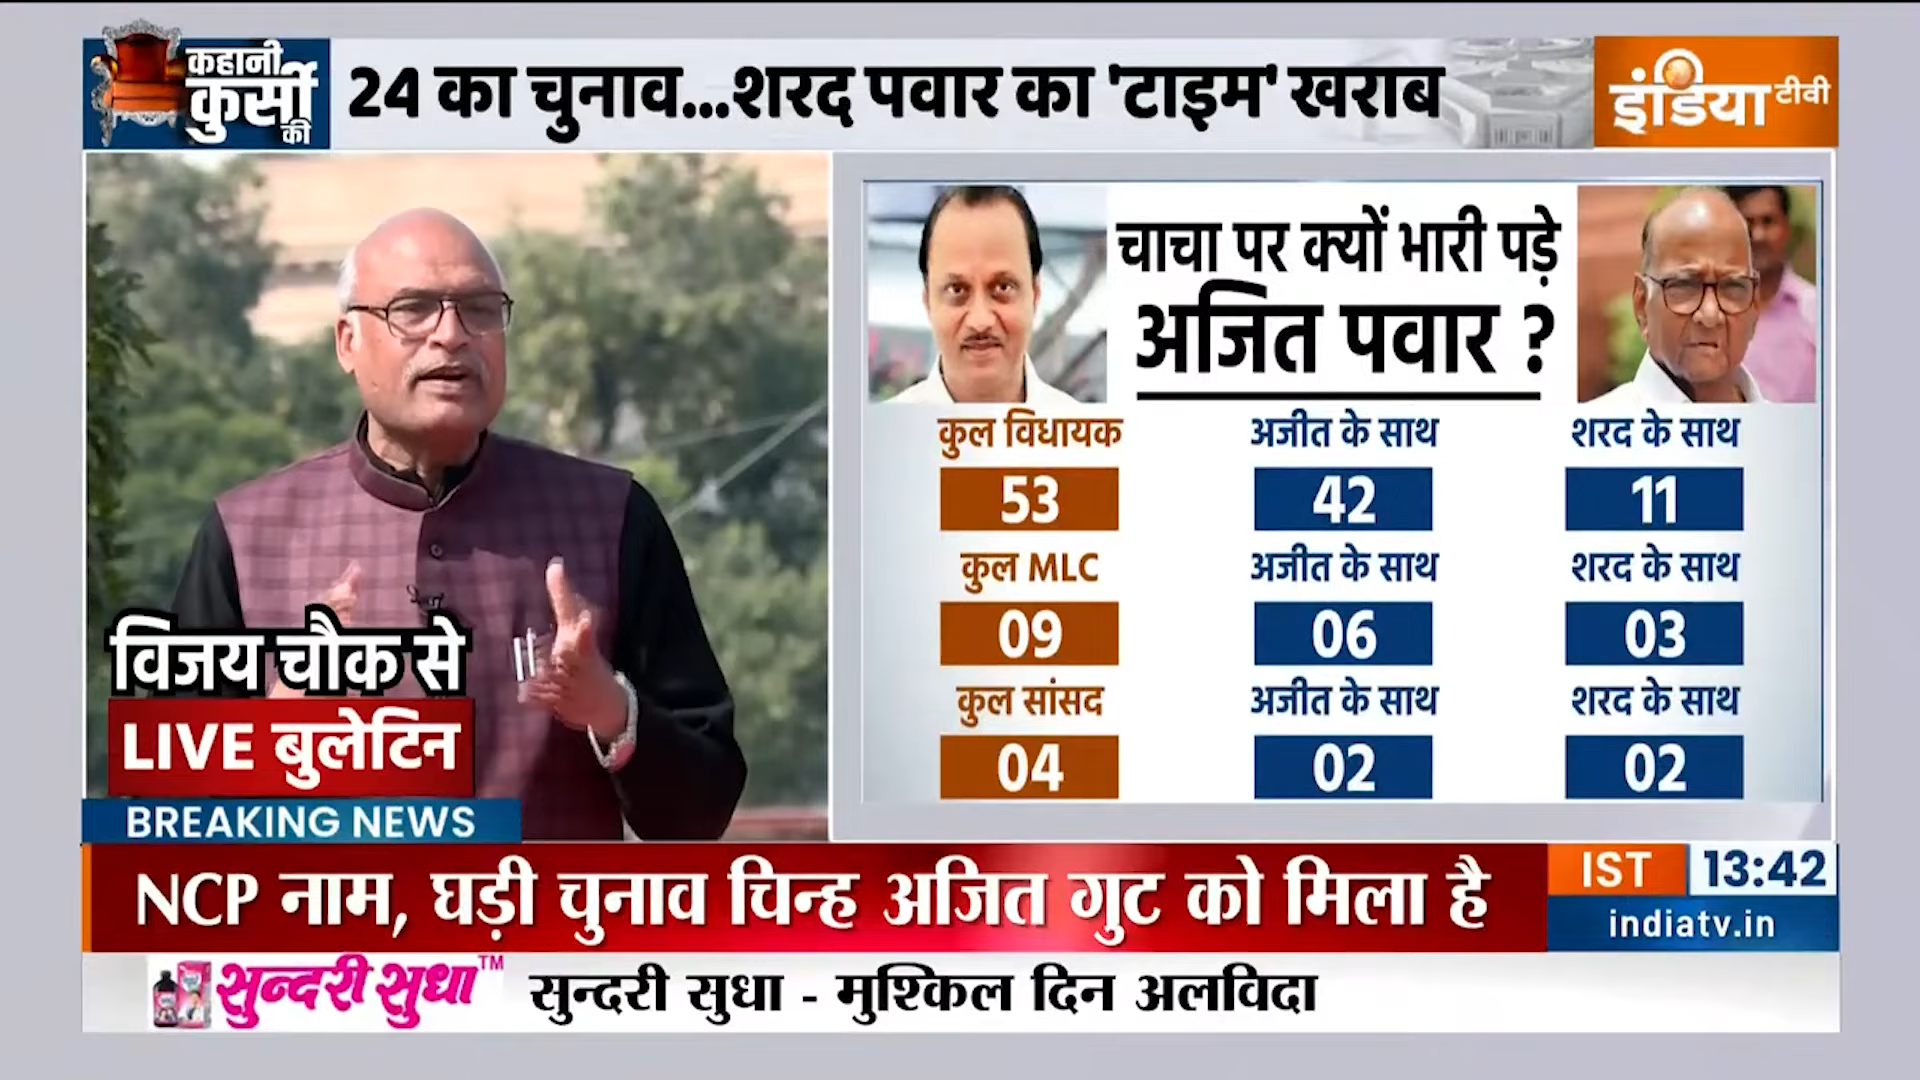 कहानी
कुर्सी
की
24 का चुनाव...शरद पवार का 'टाइम' खराब
इंडिया टीवी
चाचा पर क्यों भारी पड़े
अजित पवार ?
कुल विधायक अजीत के साथ शरद के साथ
53 42 11
कुल MLC अजीत के साथ शरद के साथ
09 06 03
कुल सांसद अजीत के साथ शरद के साथ
04 02 02
विजय चौक से
LIVE बुलेटिन
BREAKING NEWS
NCP नाम, घड़ी चुनाव चिन्ह अजित गुट को मिला है
IST 13:42
indiatv.in
सुन्दरी सुधा™ सुन्दरी सुधा - मुश्किल दिन अलविदा